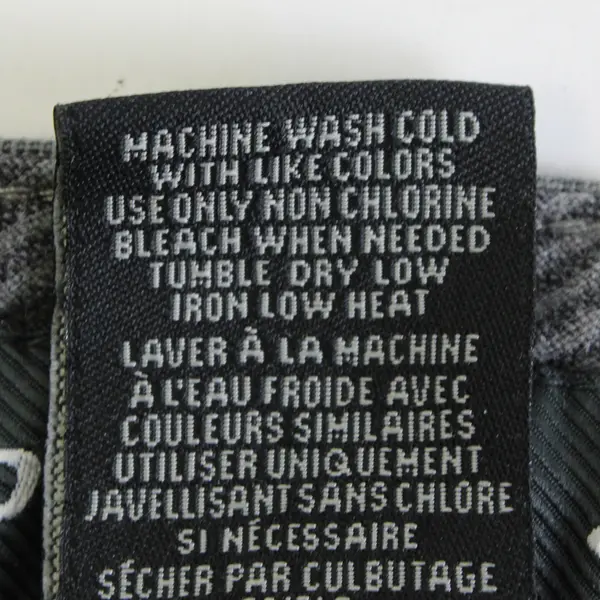 MACHINE WASH COLD
WITH LIKE COLORS
USE ONLY NON CHLORINE
BLEACH WHEN NEEDED
TUMBLE DRY LOW
IRON LOW HEAT
LAVER À LA MACHINE
À L'EAU FROIDE AVEC
COULEURS SIMILAIRES
UTILISER UNIQUEMENT
JAVELLISANT SANS CHLORE
SI NÉCESSAIRE
SÉCHER PAR CULBUTAGE